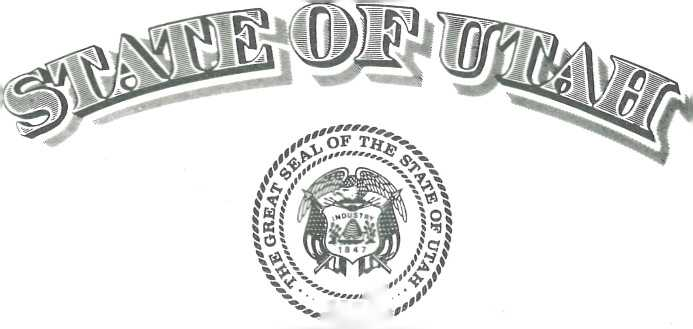 STATE OF UTAH
THE GREAT SEAL OF THE STATE OF UTAH
INDUSTRY
1847